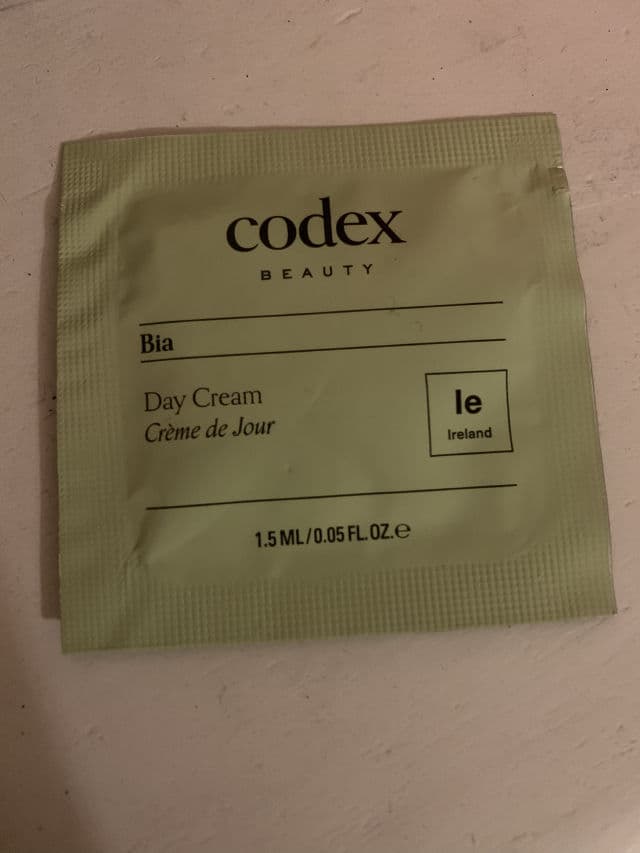 codex
BEAUTY
Bia
Day Cream
Crème de Jour
Ie
Ireland
1.5 ML/0.05 FL.OZ.℮